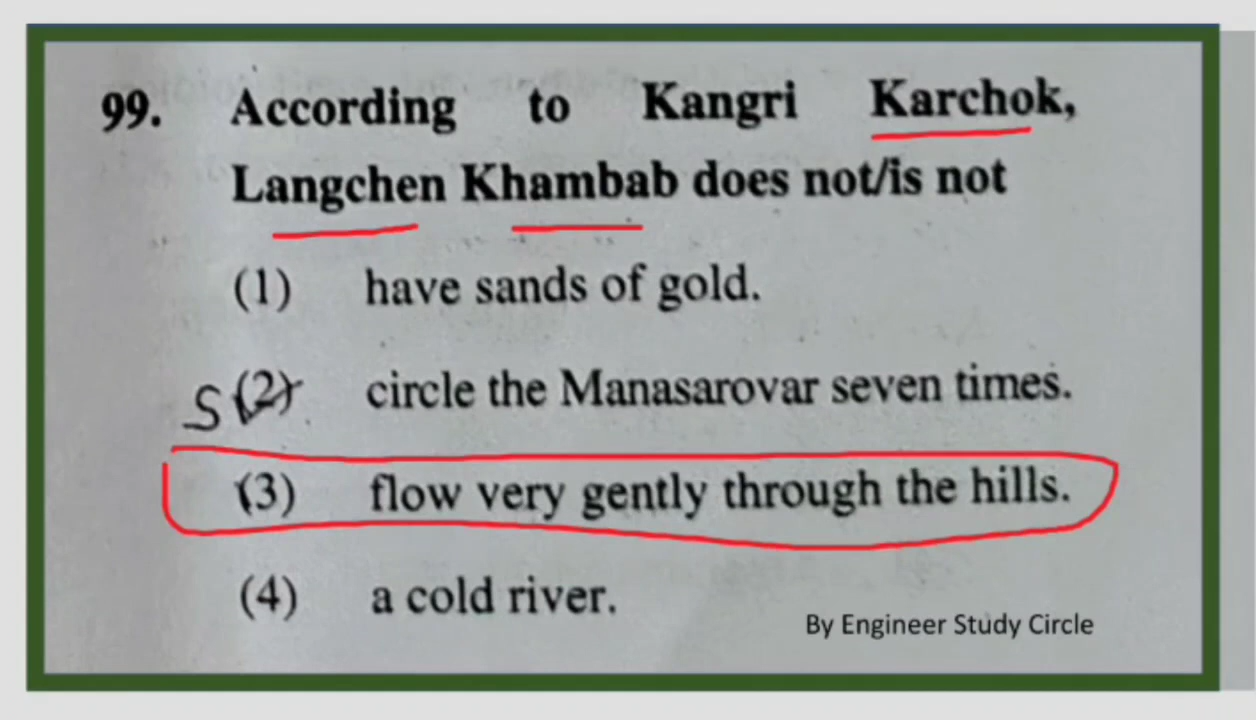 99. According to Kangri Karchok,
Langchen Khambab does not/is not
(1) have sands of gold.
S (2) circle the Manasarovar seven times.
(3) flow very gently through the hills.
(4) a cold river.
By Engineer Study Circle